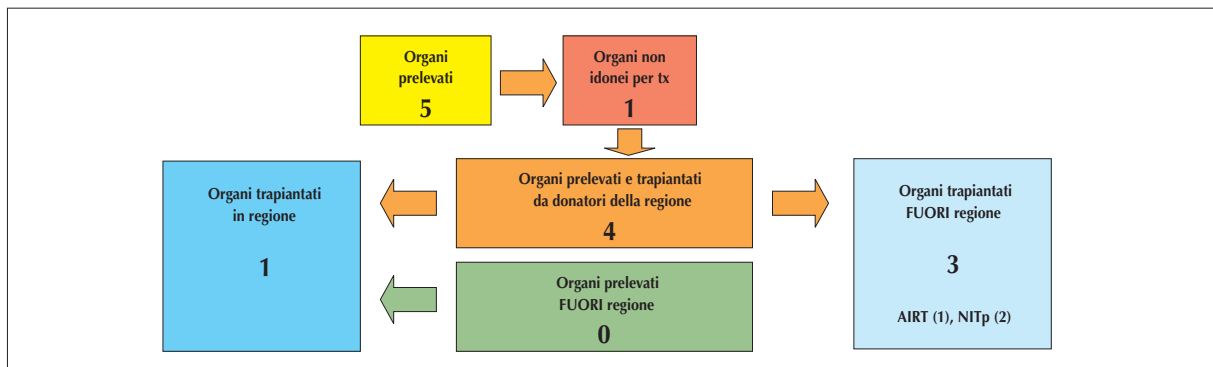 Organi
prelevati
5
Organi non
idonei per tx
1
Organi trapiantati
in regione
1
Organi prelevati e trapiantati
da donatori della regione
4
Organi prelevati
FUORI regione
0
Organi trapiantati
FUORI regione
3
AIRT (1), NITp (2)